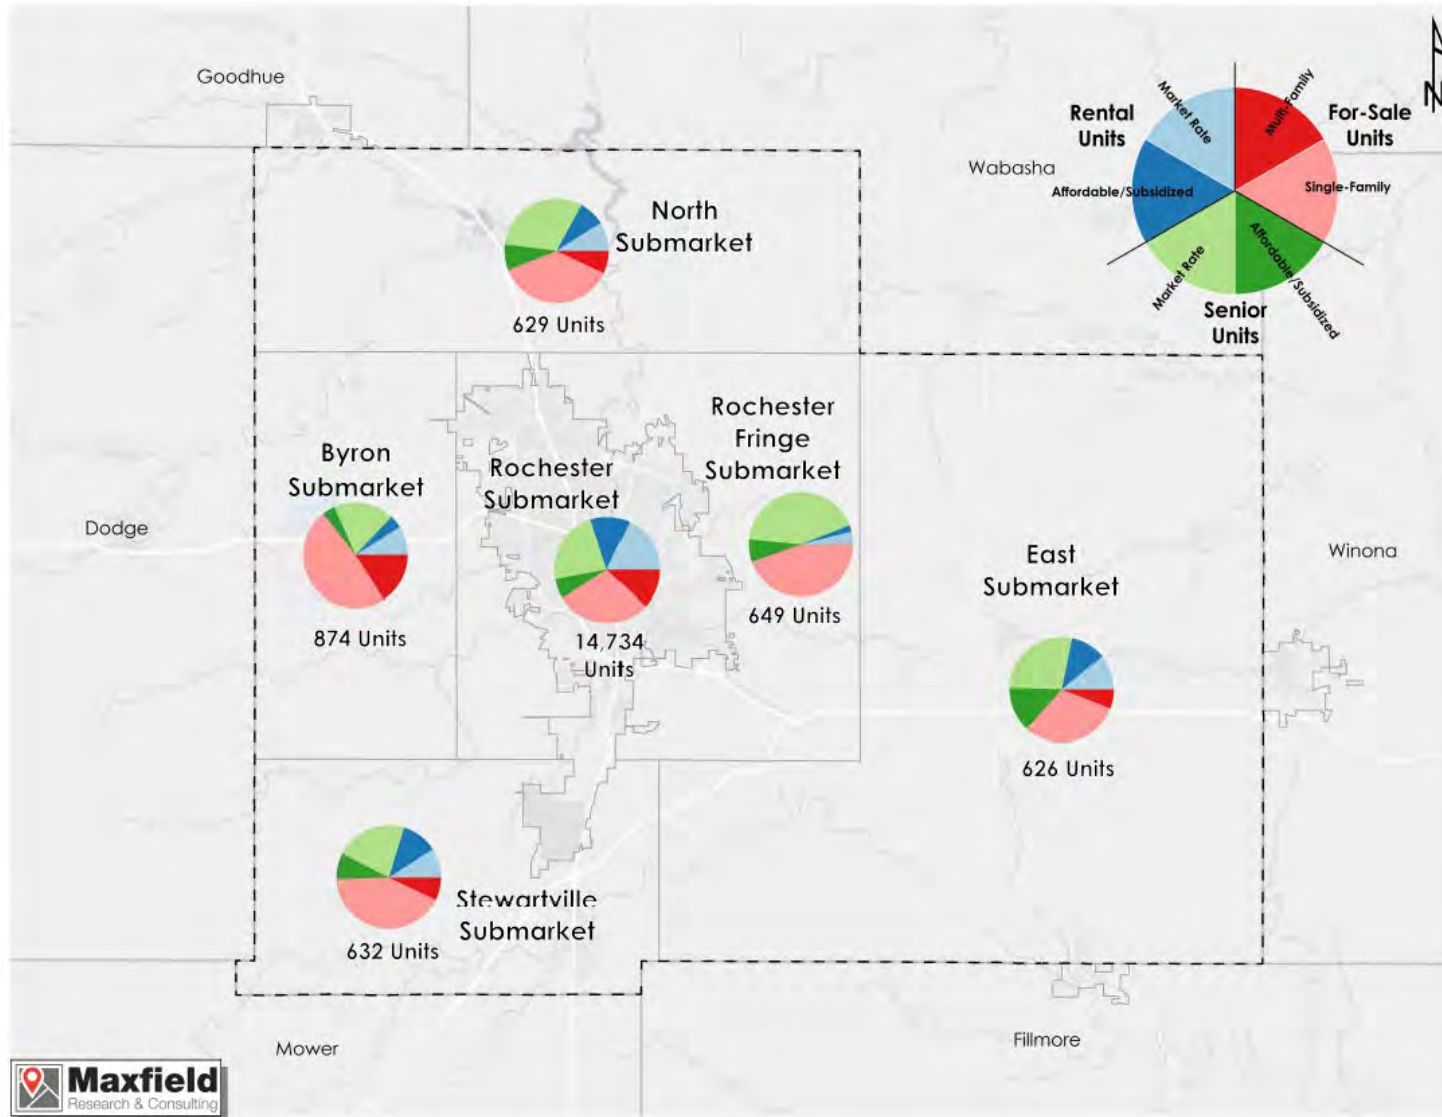 Goodhue
N
Rental
Units
Market Rate
Multi-Family
For-Sale
Units
Wabasha
Affordable/Subsidized
Single-Family
Market Rate
Affordable/Subsidized
Senior
Units
North
Submarket
629 Units
Rochester
Fringe
Submarket
Byron
Submarket
Rochester
Submarket
Dodge
East
Submarket
Winona
874 Units
14,734
Units
649 Units
626 Units
Stewartville
Submarket
632 Units
Mower
Fillmore
Maxfield
Research & Consulting